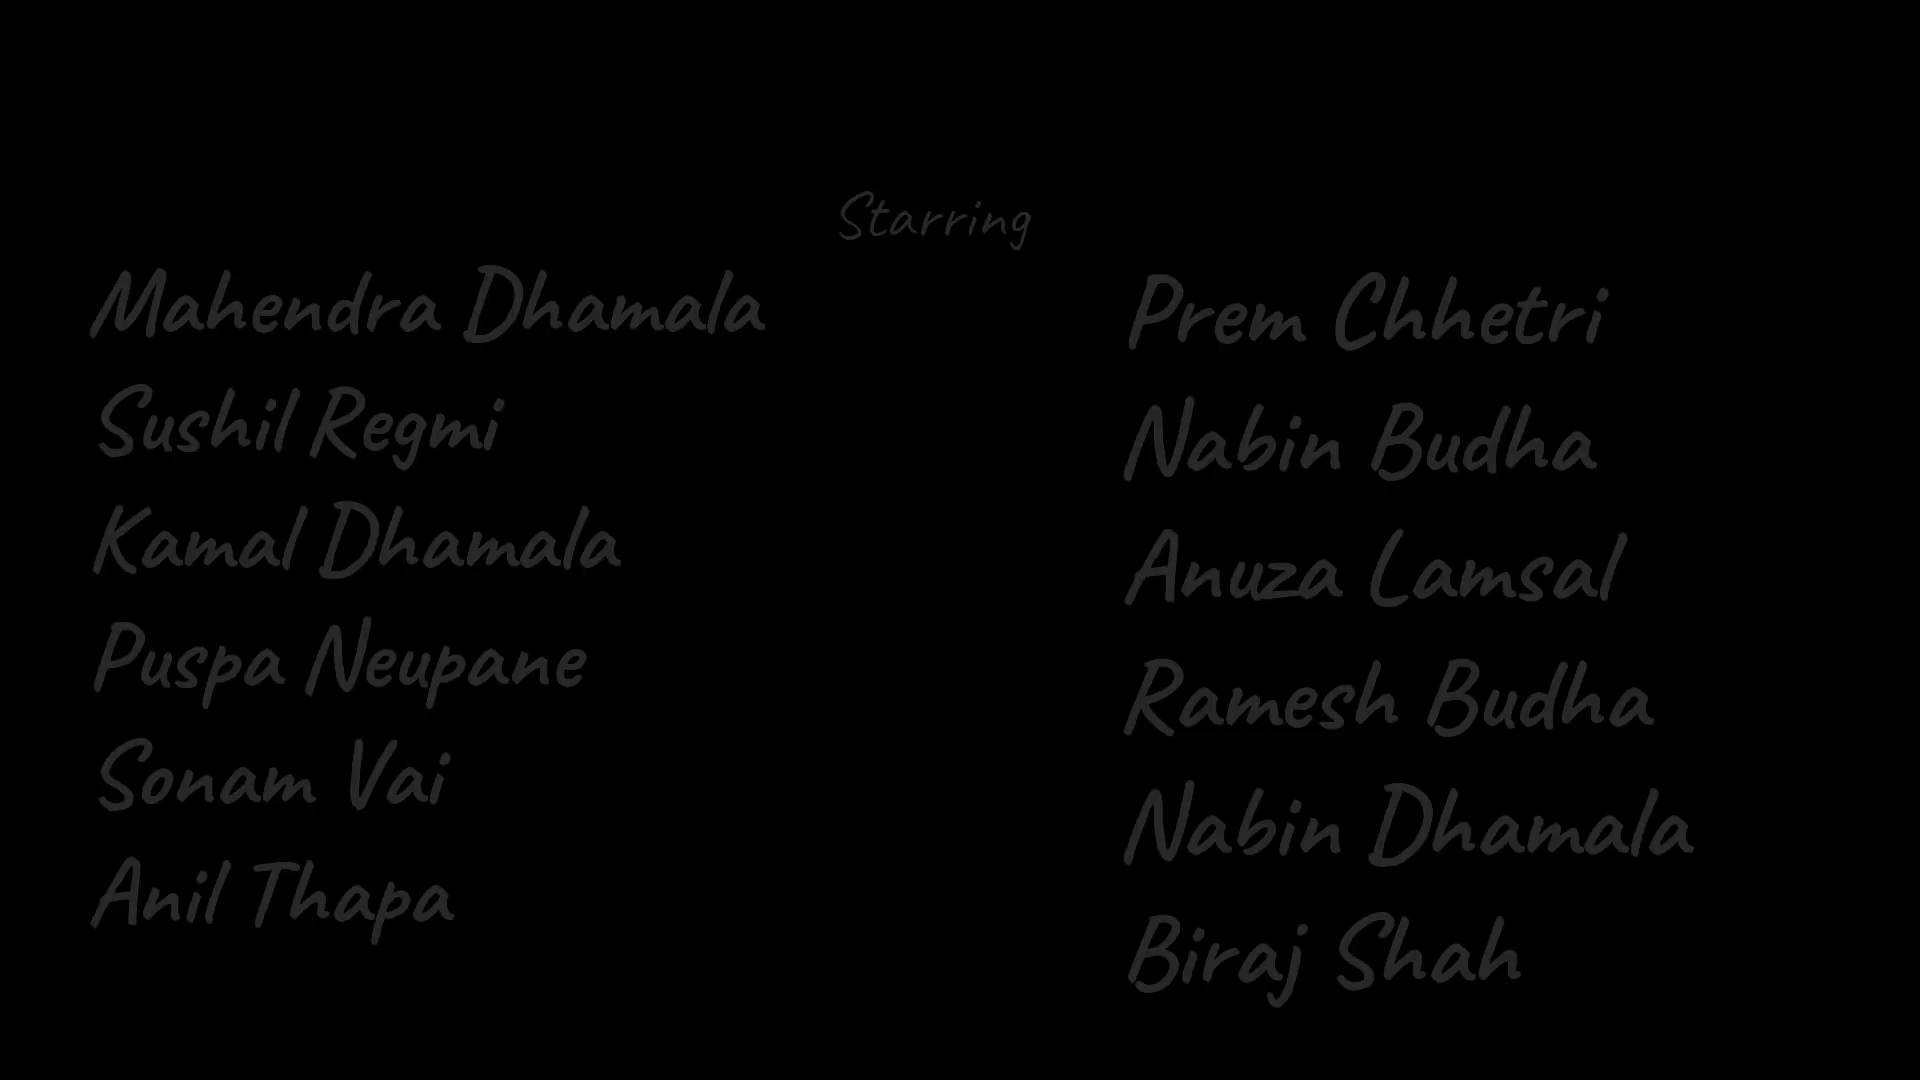 Starring
Mahendra Dhamala
Sushil Regmi
Kamal Dhamala
Puspa Neupane
Sonam Vai
Anil Thapa
Prem Chhetri
Nabin Budha
Anuza Lamsal
Ramesh Budha
Nabin Dhamala
Biraj Shah